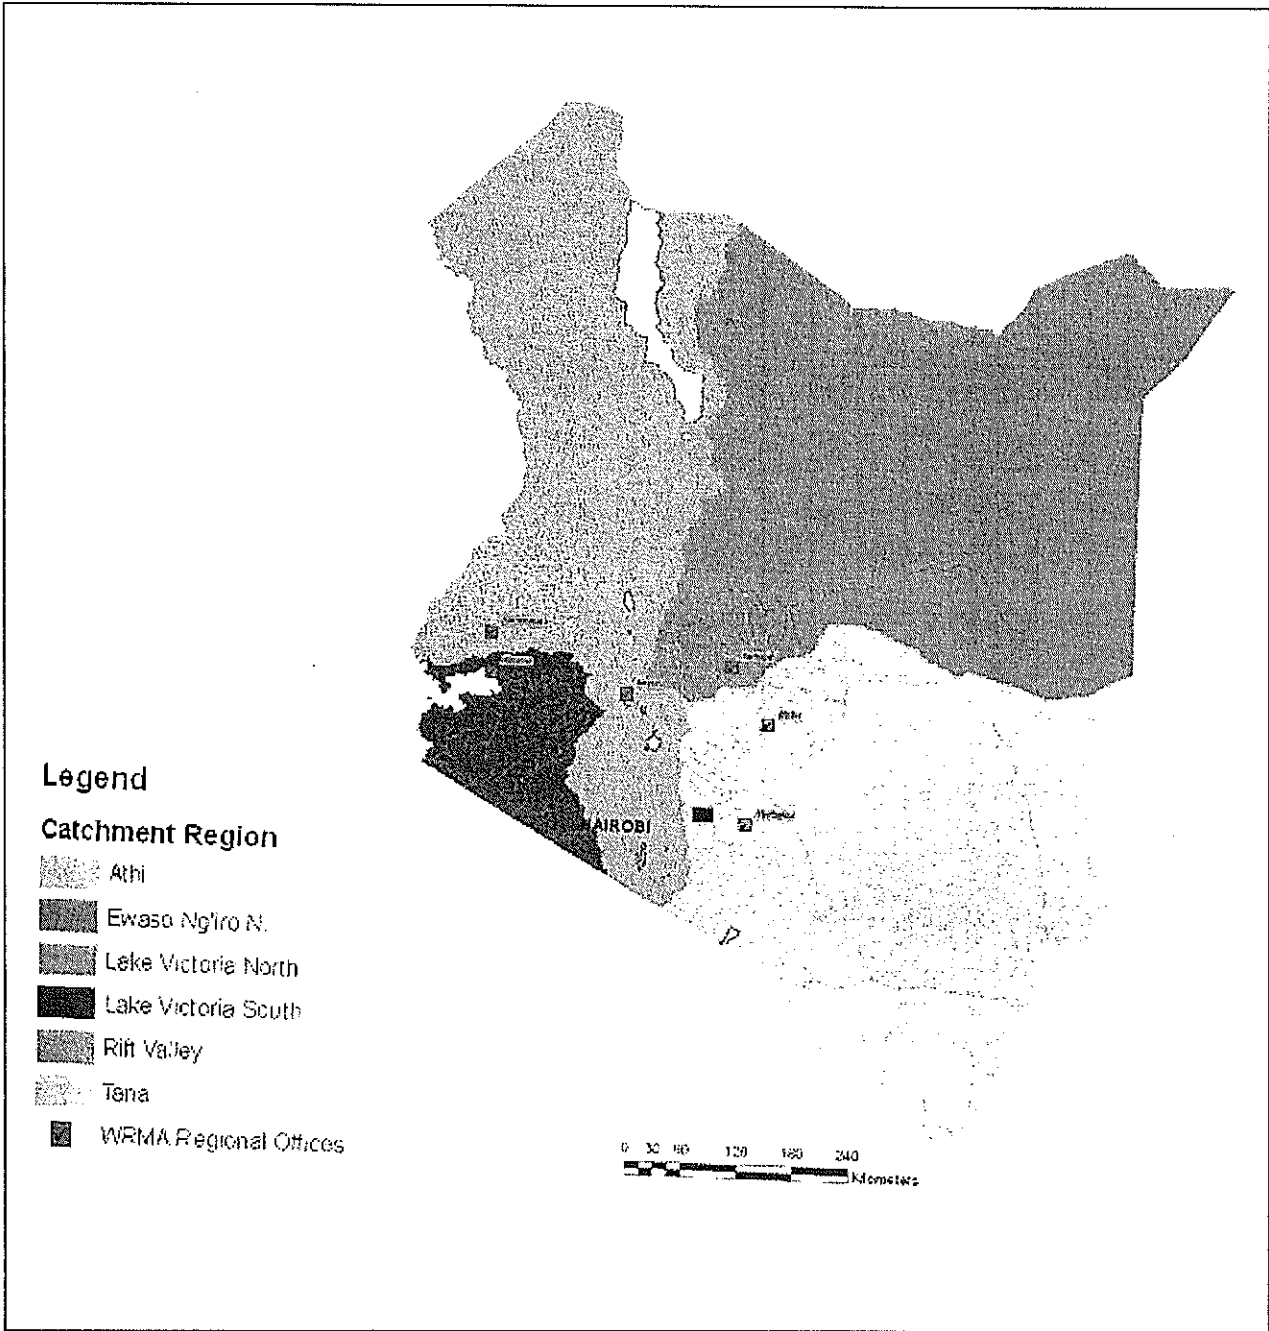 NAIROBI
Legend
Catchment Region
Athi
Ewaso Ng'iro N.
Lake Victoria North
Lake Victoria South
Rift Valley
Tana
WRMA Regional Offices
0 30 60 120 180 240
Kilometers